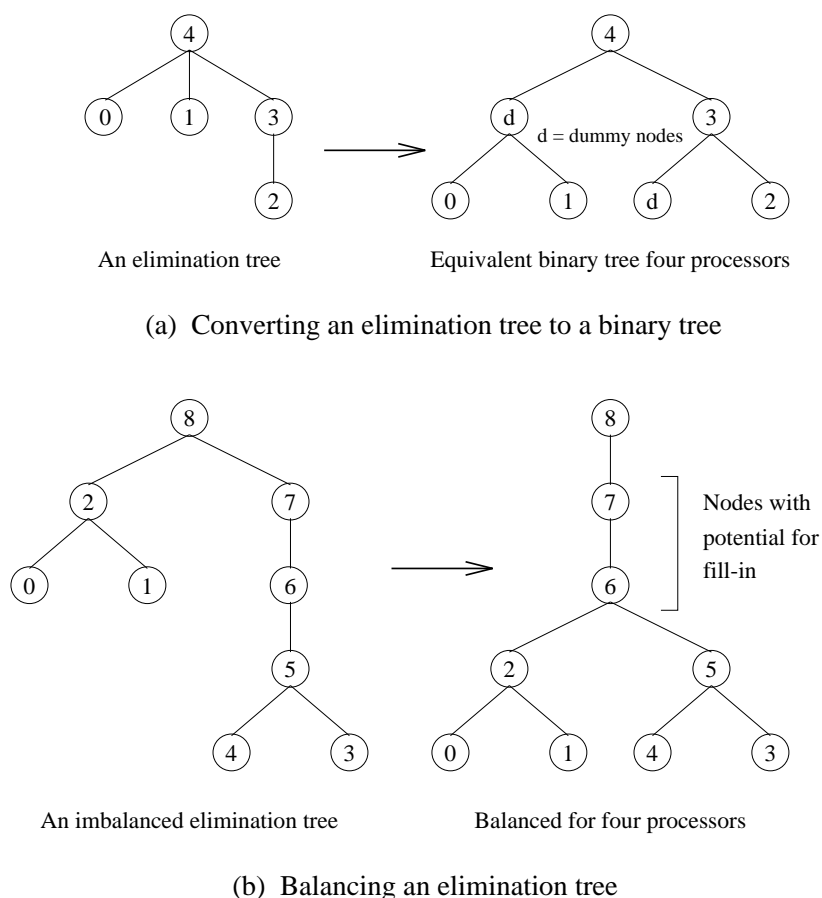 4 4
0 1 3 d d = dummy nodes 3
2 0 1 d 2
An elimination tree Equivalent binary tree four processors
(a) Converting an elimination tree to a binary tree
8 8
2 7 7 Nodes with
potential for
fill-in
0 1 6 6
5 2 5
4 3 0 1 4 3
An imbalanced elimination tree Balanced for four processors
(b) Balancing an elimination tree